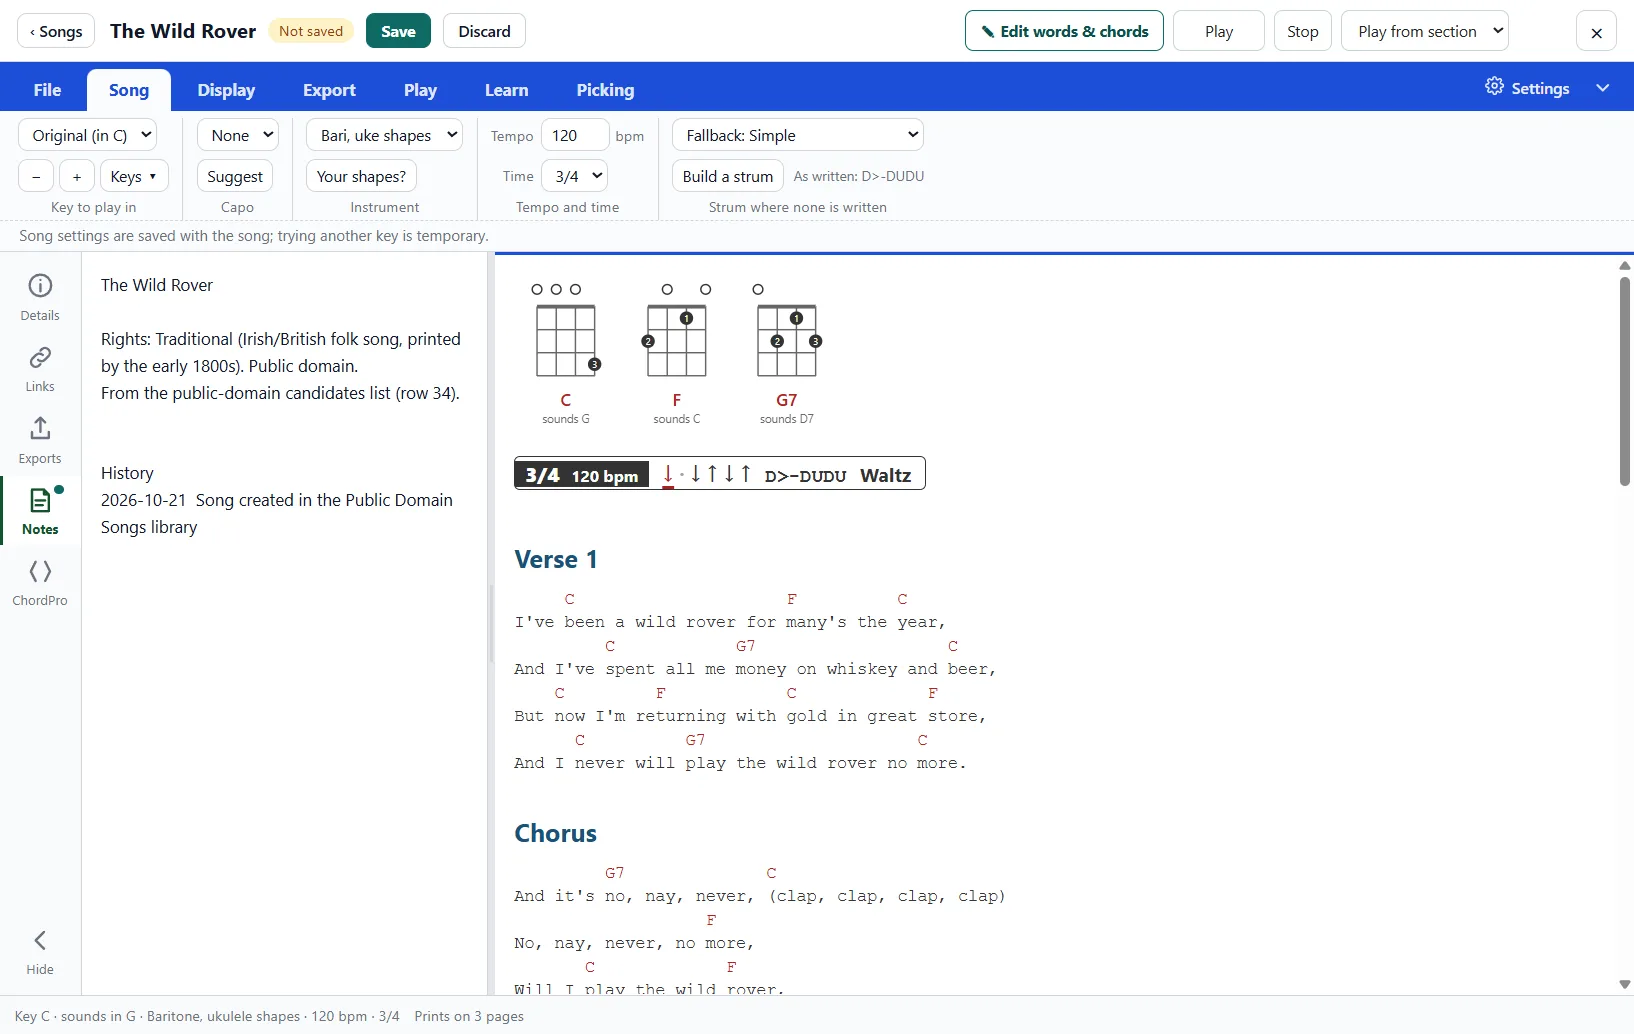 ‹ Songs
The Wild Rover
Not saved
Save
Discard
Edit words & chords
Play
Stop
Play from section
×
File
Song
Display
Export
Play
Learn
Picking
Settings
Original (in C)
None
Bari, uke shapes
Tempo 120 bpm
Fallback: Simple
− + Keys ▾
Suggest
Your shapes?
Time 3/4
Build a strum
As written: D>-DUDU
Key to play in
Capo
Instrument
Tempo and time
Strum where none is written
Song settings are saved with the song; trying another key is temporary.
Details
Links
Exports
Notes
ChordPro
Hide
The Wild Rover
Rights: Traditional (Irish/British folk song, printed
by the early 1800s). Public domain.
From the public-domain candidates list (row 34).
History
2026-10-21  Song created in the Public Domain
Songs library
3
1 2
1 2 3
C F G7
sounds G sounds C sounds D7
3/4 120 bpm ↓·↓↑↓↑ D>-DUDU Waltz
Verse 1
C F C
I've been a wild rover for many's the year,
C G7 C
And I've spent all me money on whiskey and beer,
C F C F
But now I'm returning with gold in great store,
C G7 C
And I never will play the wild rover no more.
Chorus
G7 C
And it's no, nay, never, (clap, clap, clap, clap)
F
No, nay, never, no more,
C F
Will I play the wild rover,
Key C · sounds in G · Baritone, ukulele shapes · 120 bpm · 3/4 Prints on 3 pages